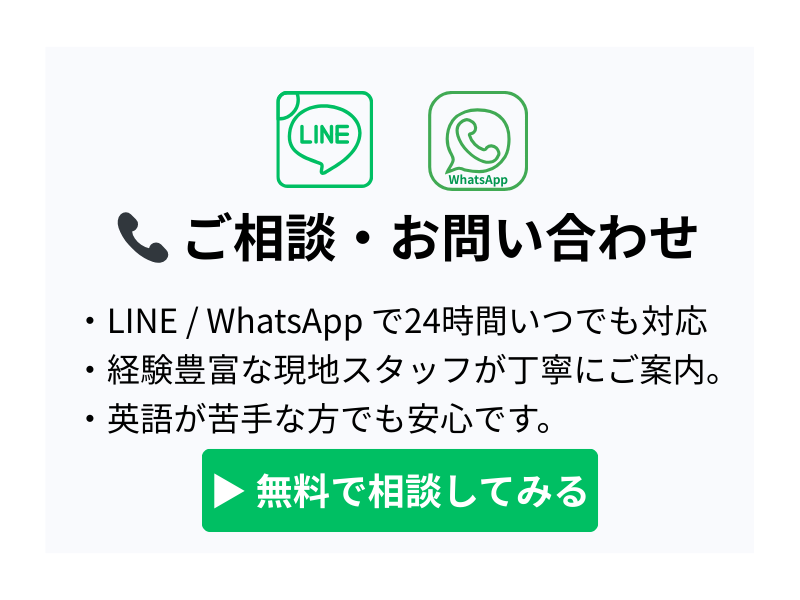 LINE
WhatsApp
📞 ご相談・お問い合わせ
・LINE / WhatsApp で24時間いつでも対応
・経験豊富な現地スタッフが丁寧にご案内。
・英語が苦手な方でも安心です。
▶ 無料で相談してみる